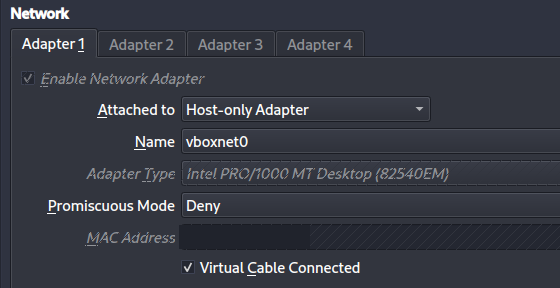 Network
Adapter 1 Adapter 2 Adapter 3 Adapter 4
Enable Network Adapter
Attached to Host-only Adapter
Name vboxnet0
Adapter Type Intel PRO/1000 MT Desktop (82540EM)
Promiscuous Mode Deny
MAC Address
Virtual Cable Connected